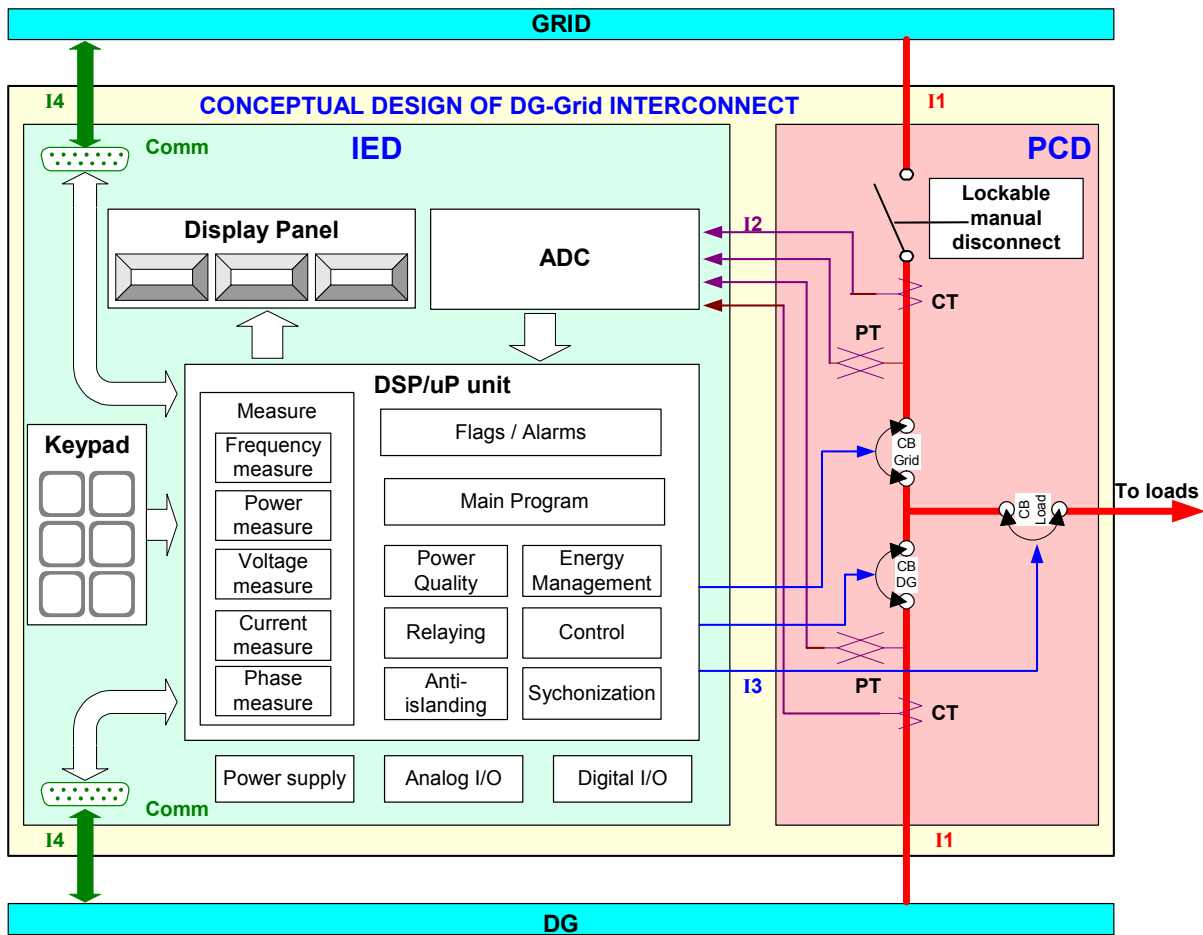 GRID
I4
CONCEPTUAL DESIGN OF DG-Grid INTERCONNECT
I1
Comm
IED
PCD
Display Panel
ADC
I2
Lockable
manual
disconnect
CT
PT
DSP/uP unit
Measure
Frequency
measure
Power
measure
Voltage
measure
Current
measure
Phase
measure
Flags / Alarms
Main Program
Power
Quality
Energy
Management
Relaying
Control
Anti-
islanding
Sychonization
Keypad
CB
Grid
CB
Load
To loads
CB
DG
I3
PT
CT
Power supply
Analog I/O
Digital I/O
Comm
I4
I1
DG